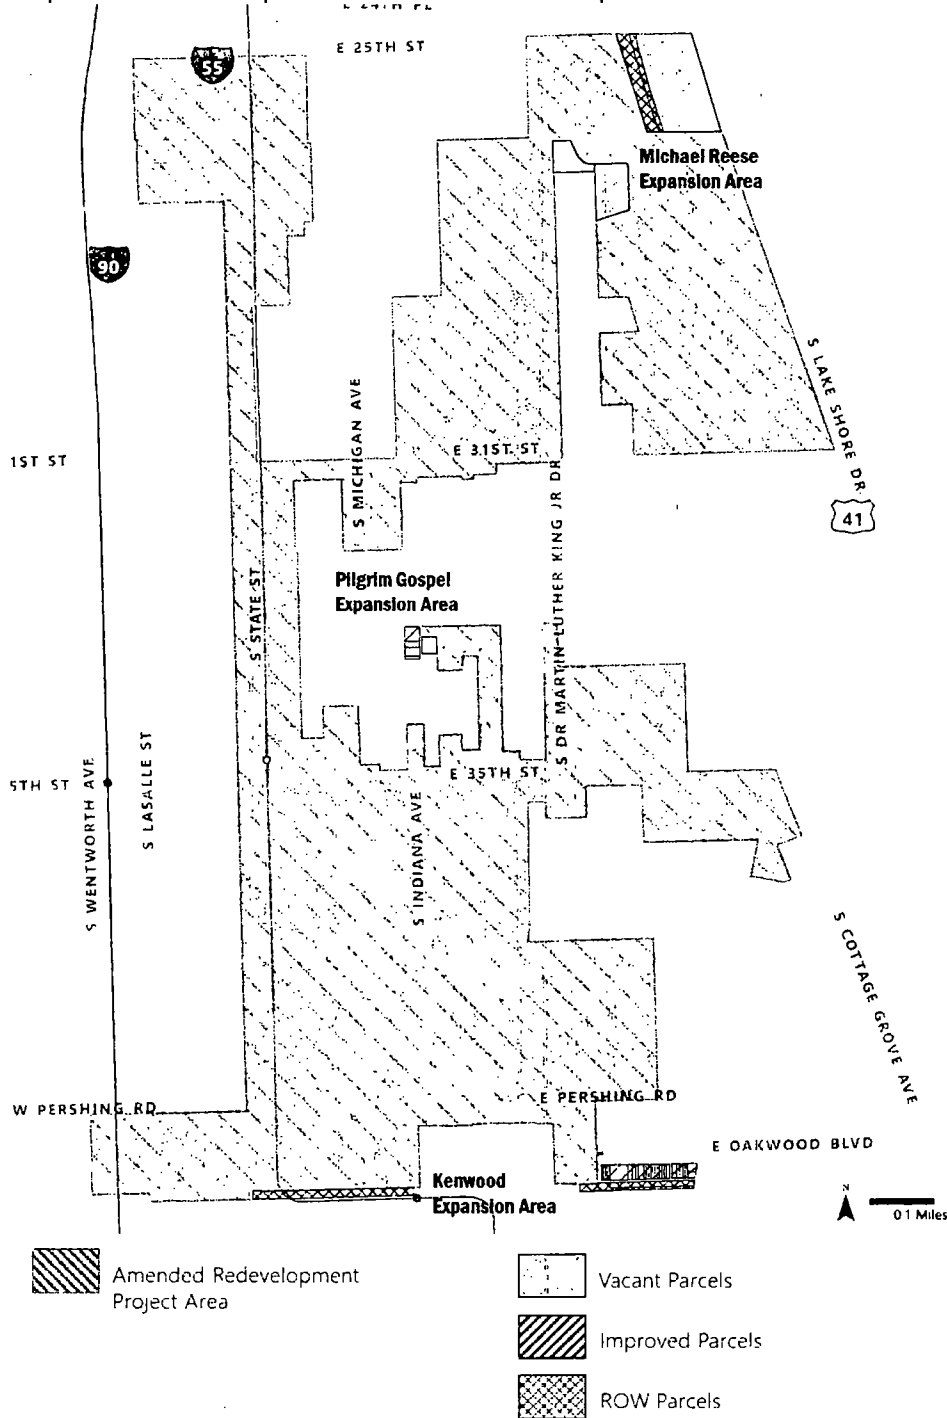 E 25TH ST
55
Michael Reese
Expansion Area
90
S LAKE SHORE DR
S MICHIGAN AVE
E 31ST ST
1ST ST
41
S DR MARTIN LUTHER KING JR DR
Pilgrim Gospel
Expansion Area
S STATE ST
E 35TH ST
5TH ST
S LASALLE ST
S WENTWORTH AVE
S INDIANA AVE
S COTTAGE GROVE AVE
E PERSHING RD
W PERSHING RD
E OAKWOOD BLVD
Kenwood
Expansion Area
N
0 1 Miles
Amended Redevelopment
Project Area
Vacant Parcels
Improved Parcels
ROW Parcels